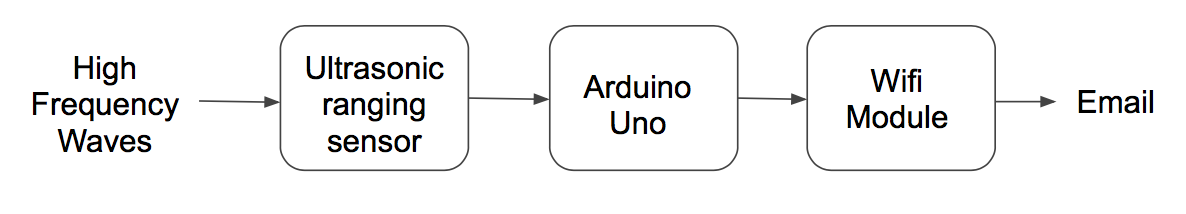 High
Frequency
Waves
Ultrasonic
ranging
sensor
Arduino
Uno
Wifi
Module
Email